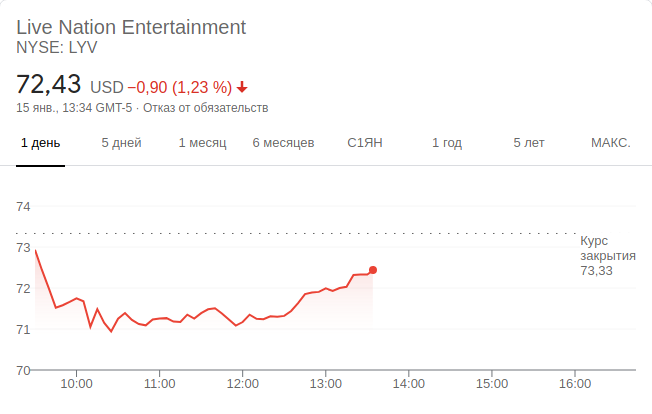 Live Nation Entertainment
NYSE: LYV
72,43 USD −0,90 (1,23 %)
15 янв., 13:34 GMT-5 · Отказ от обязательств
1 день 5 дней 1 месяц 6 месяцев С1ЯН 1 год 5 лет МАКС.
74
73
72
71
70
Курс
закрытия
73,33
10:00 11:00 12:00 13:00 14:00 15:00 16:00